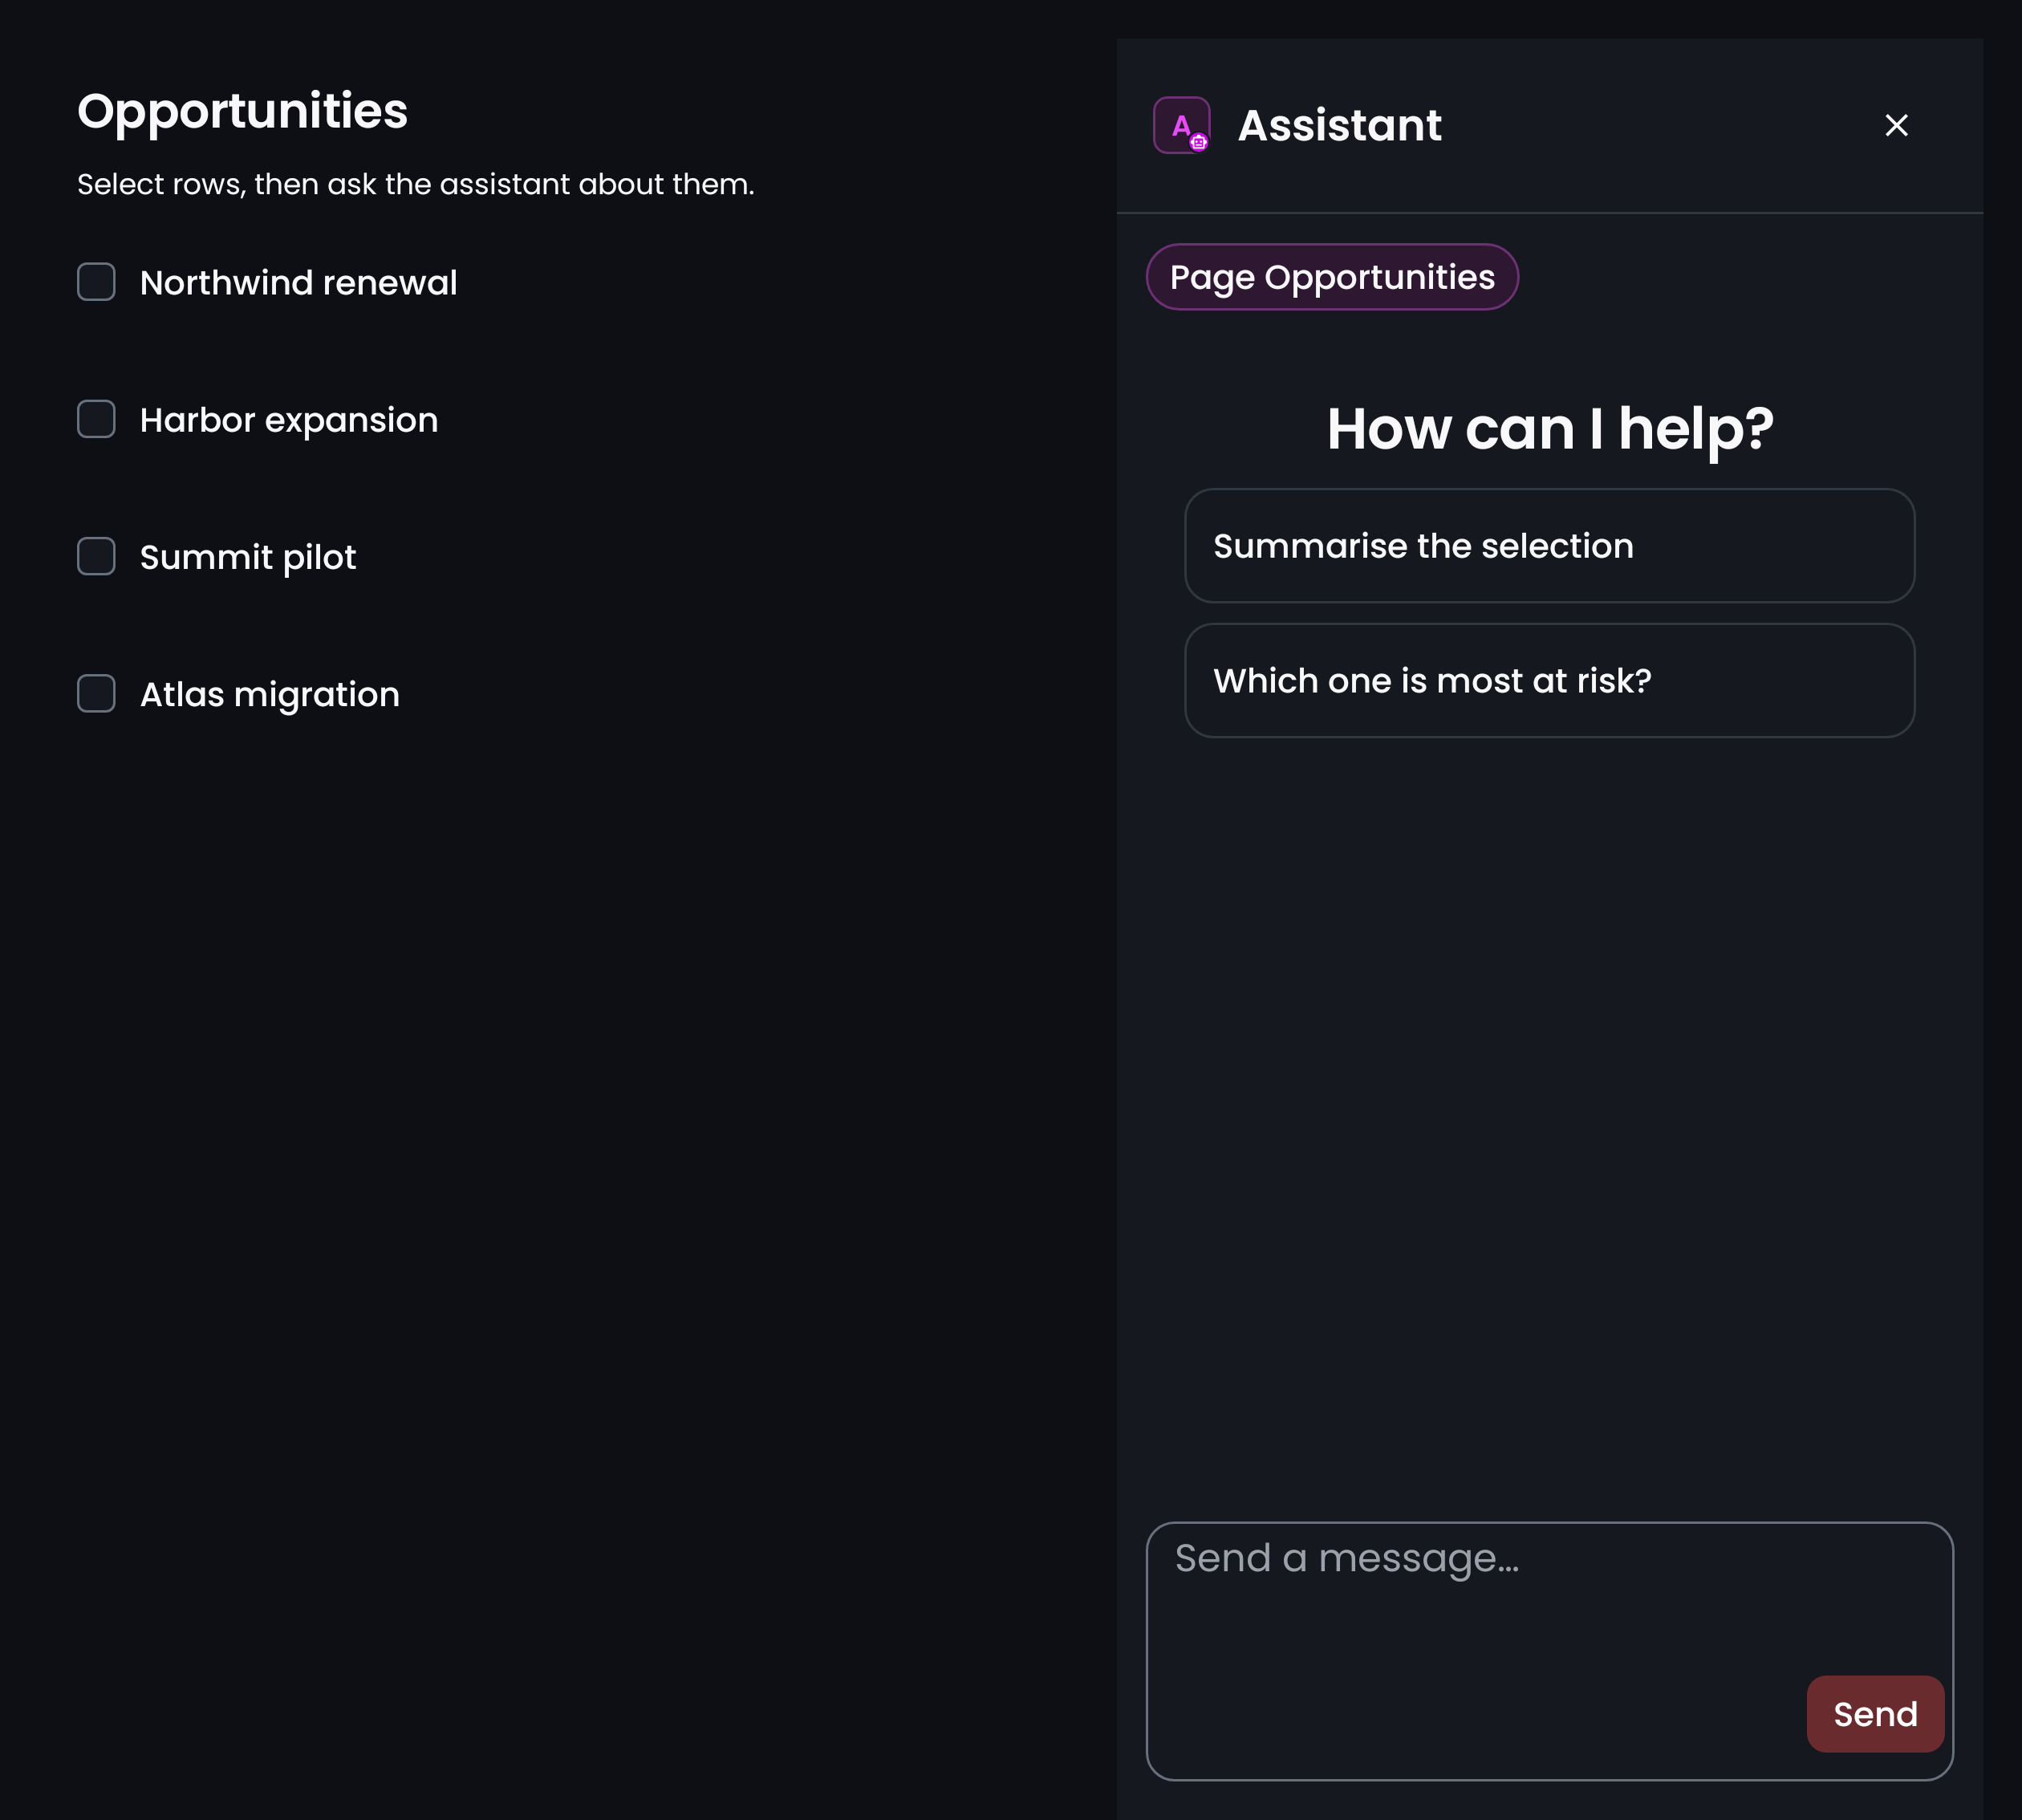 Opportunities
Select rows, then ask the assistant about them.
Northwind renewal
Harbor expansion
Summit pilot
Atlas migration
A
Assistant
Page Opportunities
How can I help?
Summarise the selection
Which one is most at risk?
Send a message...
Send